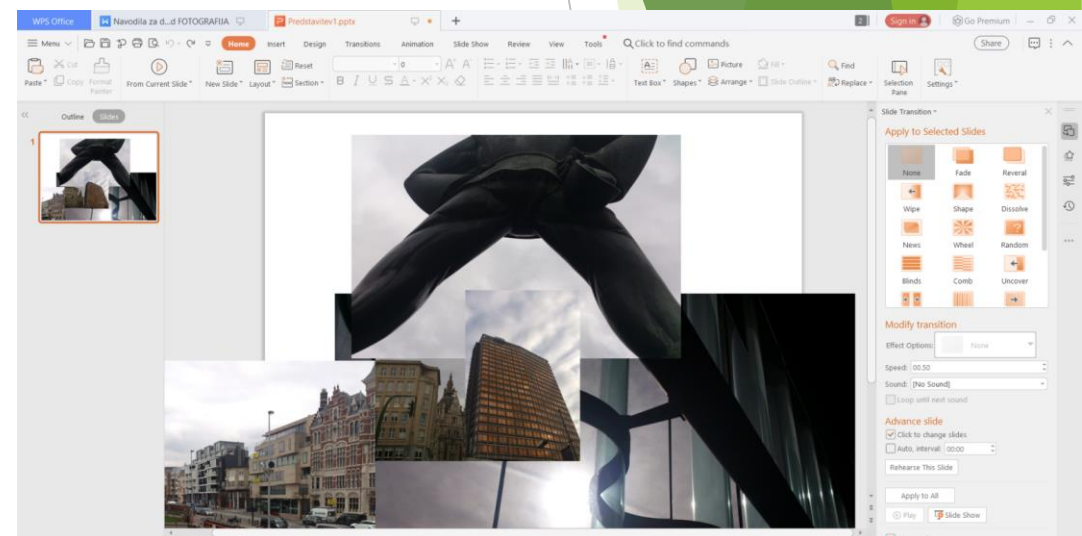 WPS Office Navodila za d...d FOTOGRAFIJA Predstavitev1.pptx + 2 Sign in Go Premium
Menu Home Insert Design Transitions Animation Slide Show Review View Tools Click to find commands Share
Paste Cut Copy Format Painter From Current Slide New Slide Layout Reset Section B I U S A Text Box Shapes Picture Arrange Fill Slide Outline Find Replace Selection Pane Settings
Outline Slides
1
Slide Transition
Apply to Selected Slides
None Fade Reveral
Wipe Shape Dissolve
News Wheel Random
Blinds Comb Uncover
Modify transition
Effect Options: None
Speed: 00.50
Sound: [No Sound]
Loop until next sound
Advance slide
Click to change slides
Auto, interval: 00:00
Rehearse This Slide
Apply to All
Play Slide Show